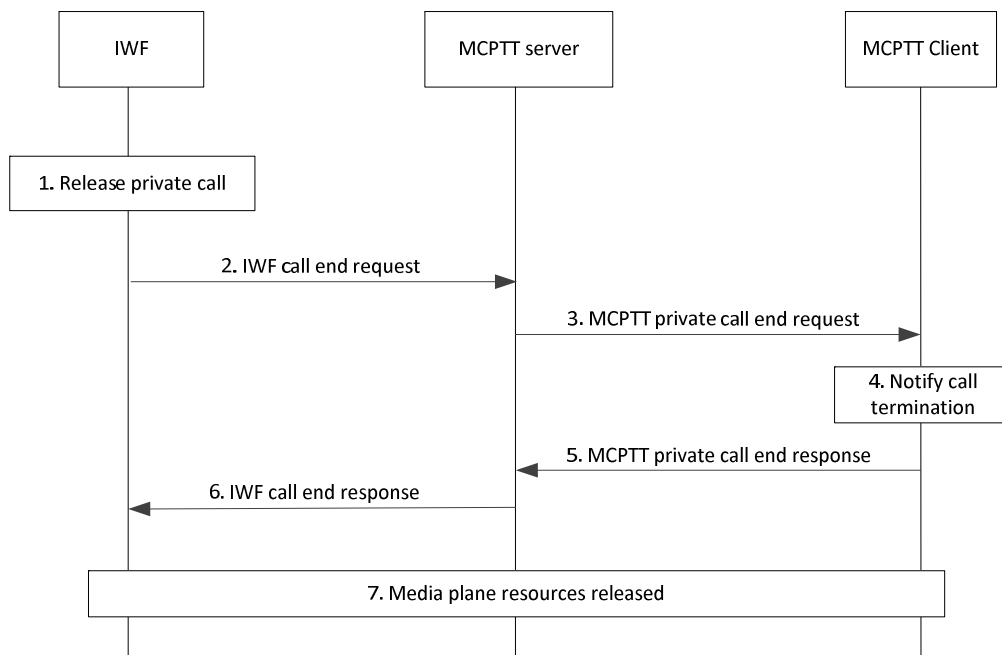 IWF
MCPTT server
MCPTT Client
1. Release private call
2. IWF call end request
3. MCPTT private call end request
4. Notify call
termination
5. MCPTT private call end response
6. IWF call end response
7. Media plane resources released